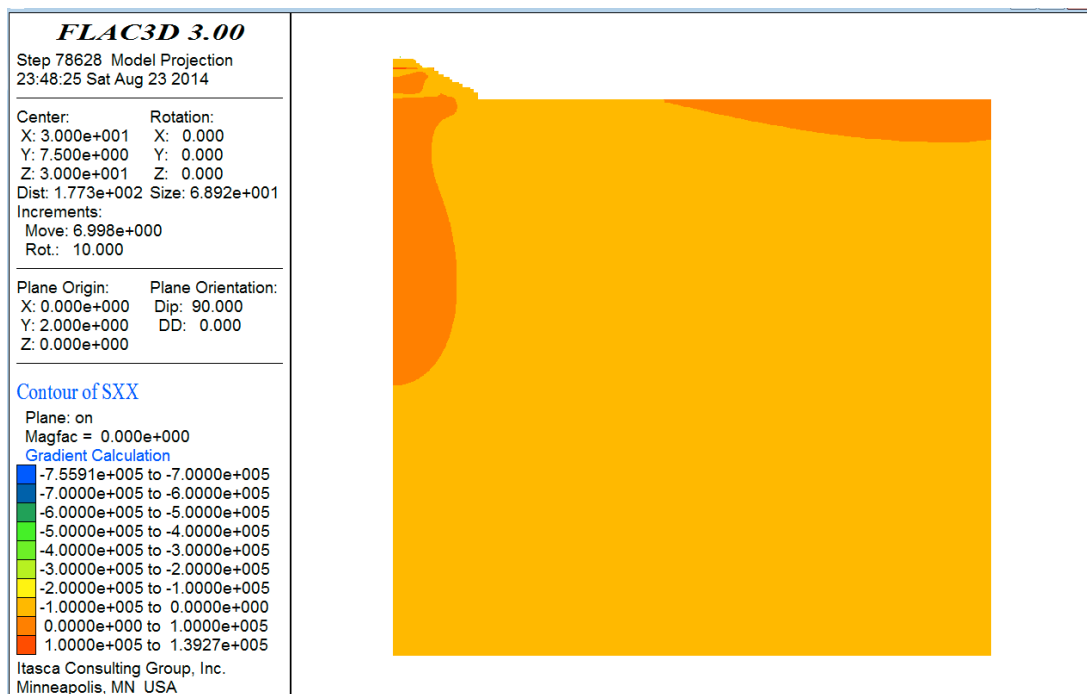 FLAC3D 3.00
Step 78628 Model Projection
23:48:25 Sat Aug 23 2014
Center: Rotation:
X: 3.000e+001 X: 0.000
Y: 7.500e+000 Y: 0.000
Z: 3.000e+001 Z: 0.000
Dist: 1.773e+002 Size: 6.892e+001
Increments:
Move: 6.998e+000
Rot.: 10.000
Plane Origin: Plane Orientation:
X: 0.000e+000 Dip: 90.000
Y: 2.000e+000 DD: 0.000
Z: 0.000e+000
Contour of SXX
Plane: on
Magfac = 0.000e+000
Gradient Calculation
-7.5591e+005 to -7.0000e+005
-7.0000e+005 to -6.0000e+005
-6.0000e+005 to -5.0000e+005
-5.0000e+005 to -4.0000e+005
-4.0000e+005 to -3.0000e+005
-3.0000e+005 to -2.0000e+005
-2.0000e+005 to -1.0000e+005
-1.0000e+005 to 0.0000e+000
0.0000e+000 to 1.0000e+005
1.0000e+005 to 1.3927e+005
Itasca Consulting Group, Inc.
Minneapolis, MN USA